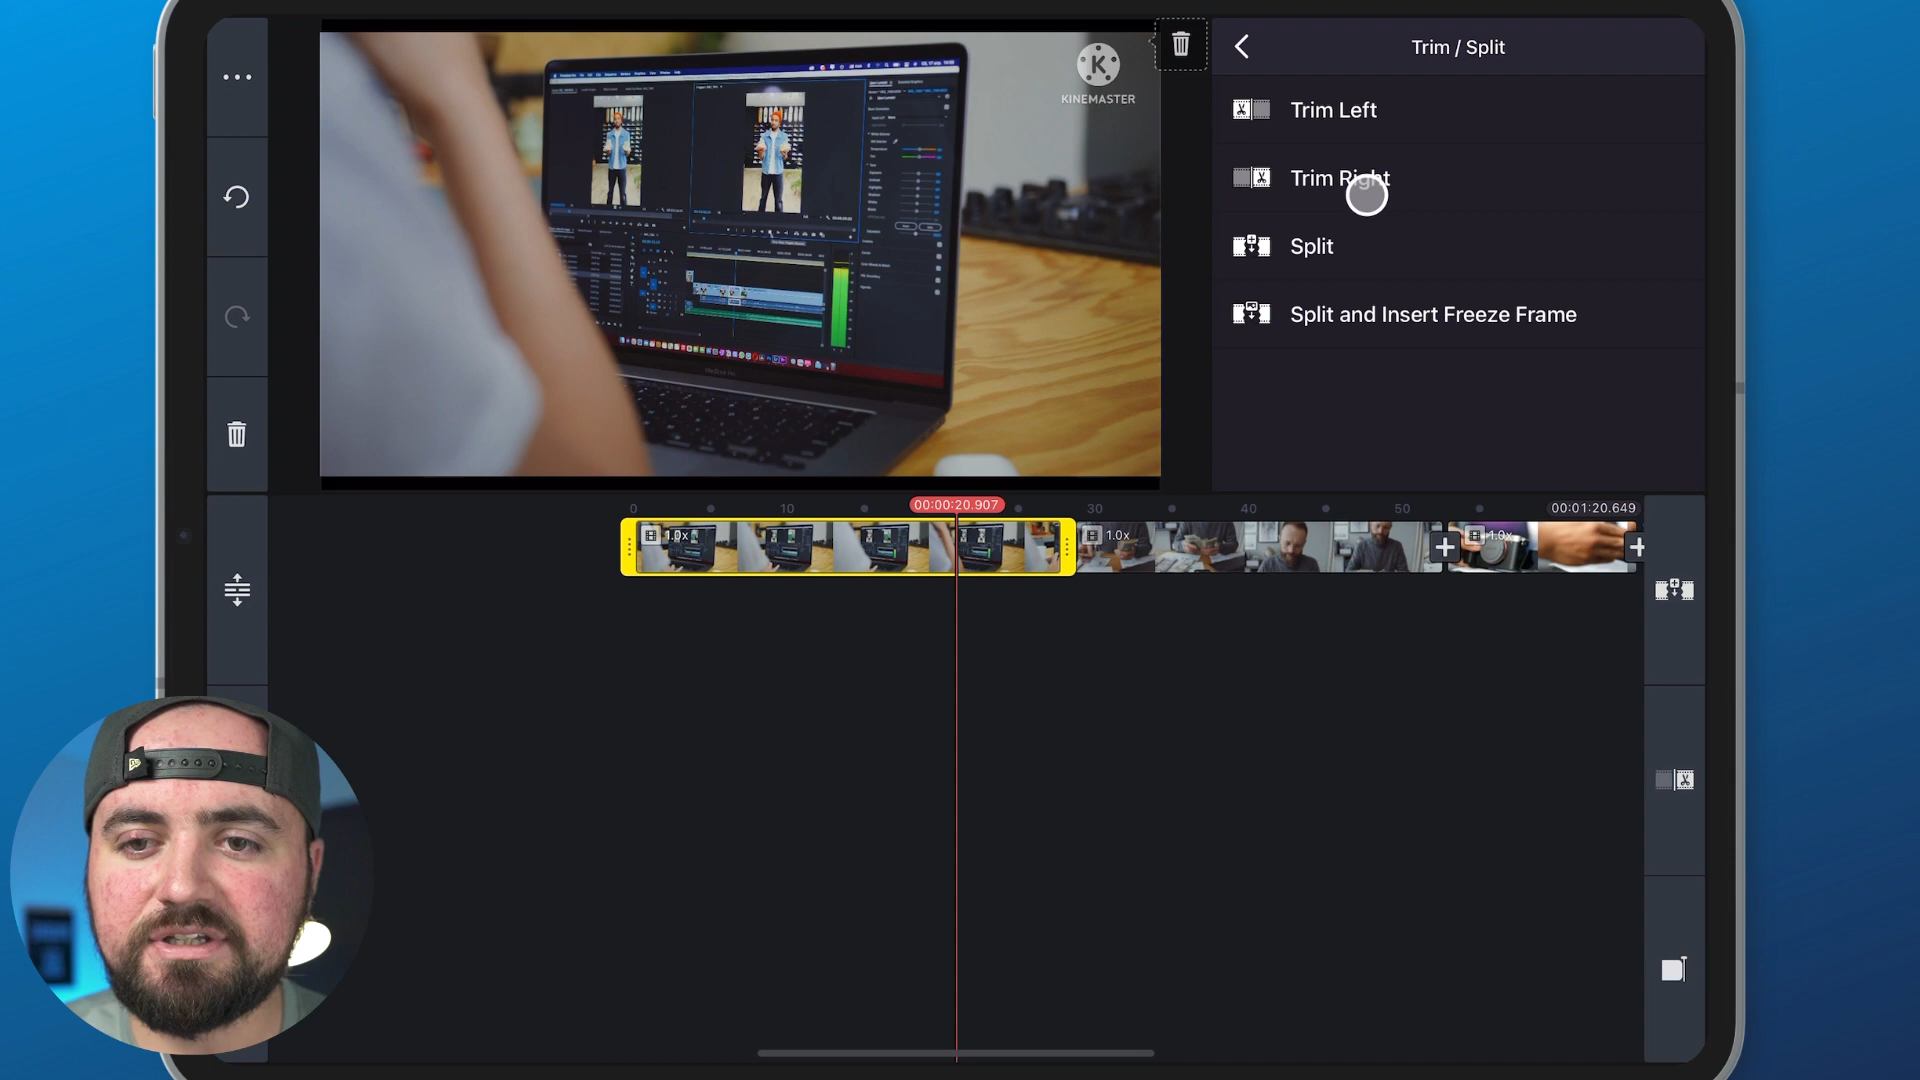 Trim / Split
KINEMASTER
Trim Left
Trim Right
Split
Split and Insert Freeze Frame
0
10
00:00:20.907
30
40
50
00:01:20.649
1.0x
1.0x
1.0x